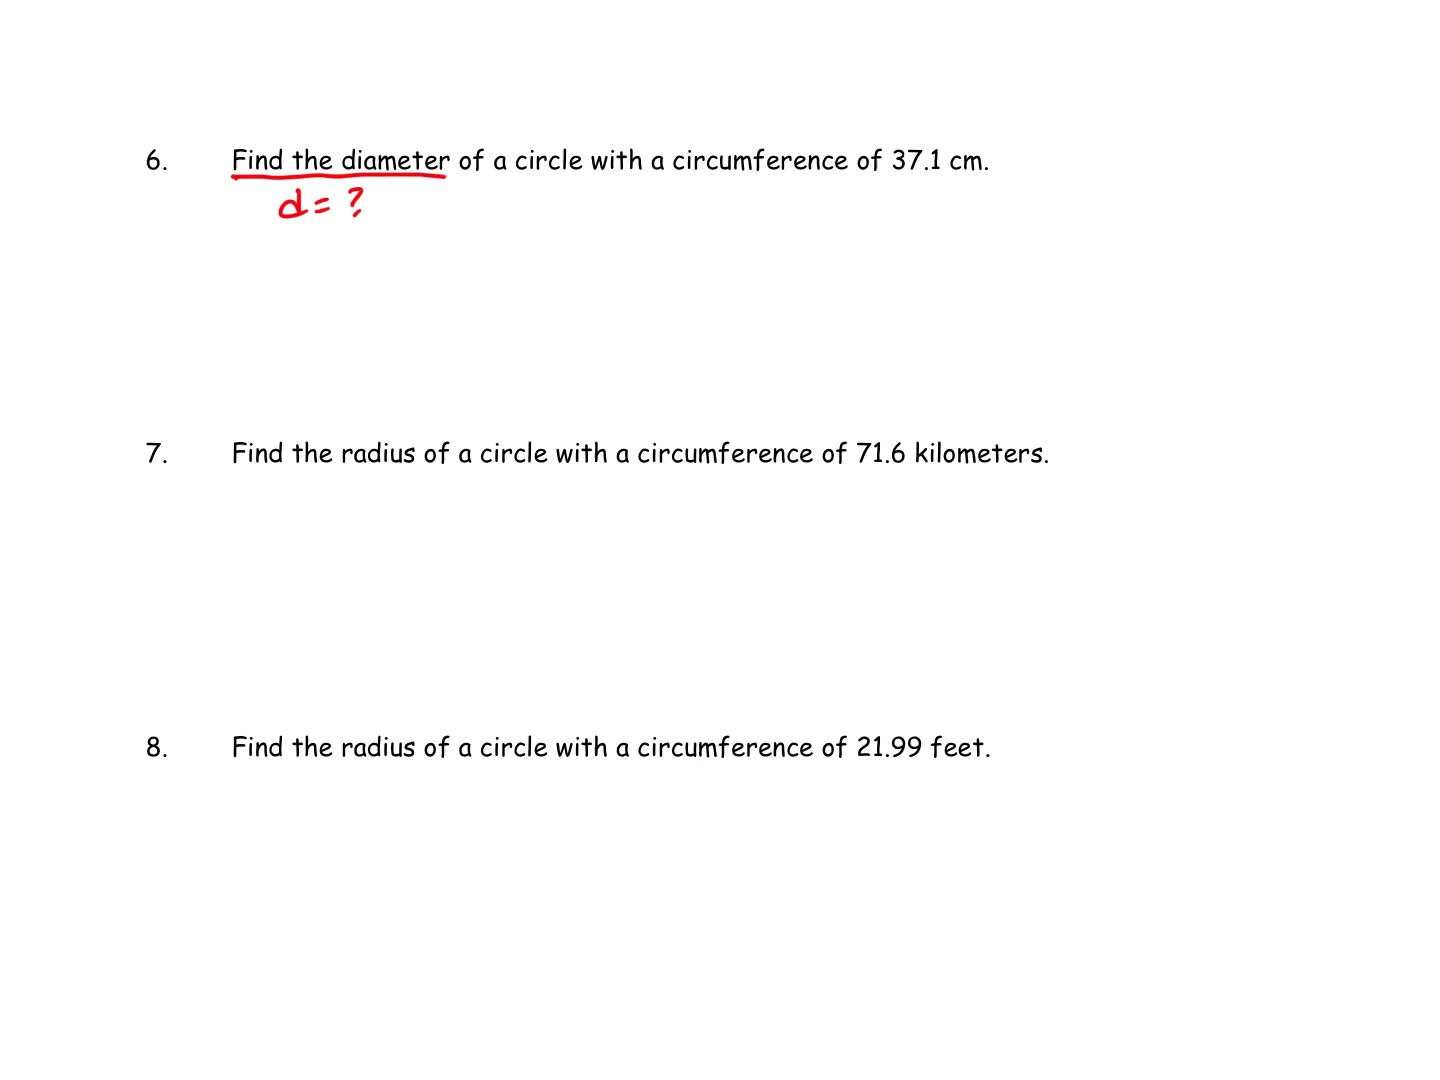 6. Find the diameter of a circle with a circumference of 37.1 cm.
d = ?
7. Find the radius of a circle with a circumference of 71.6 kilometers.
8. Find the radius of a circle with a circumference of 21.99 feet.